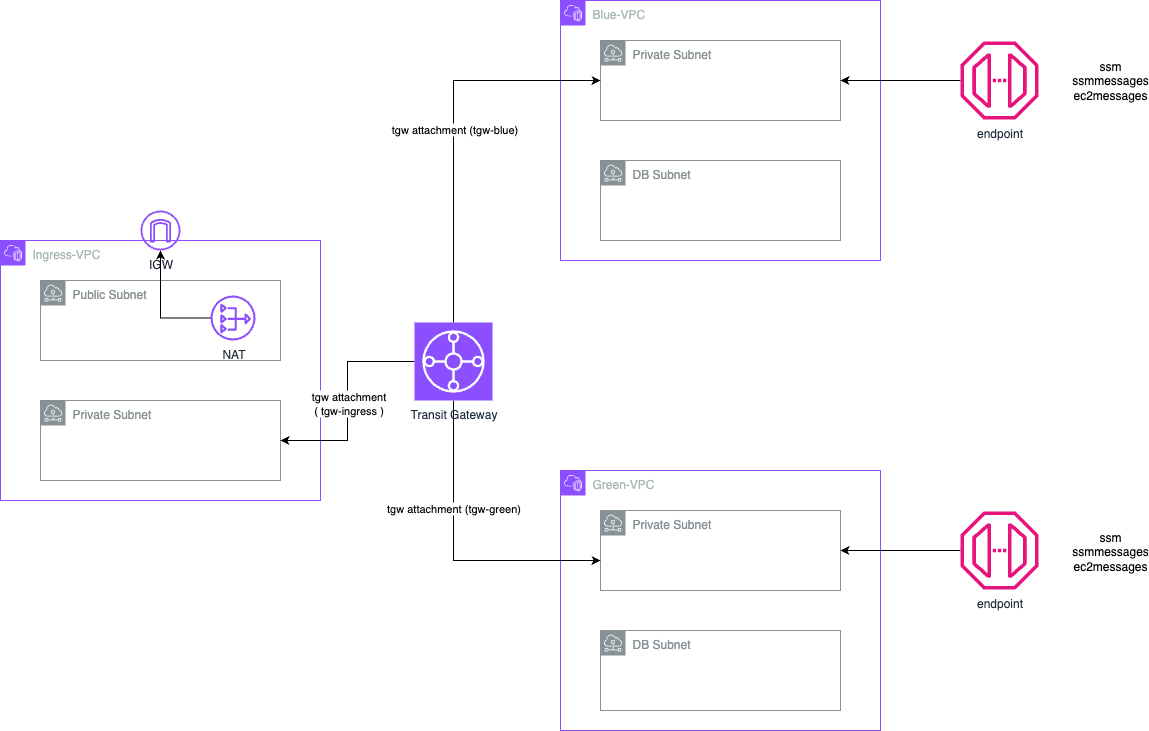 Blue-VPC
Private Subnet
ssm
ssmmessages
ec2messages
endpoint
tgw attachment (tgw-blue)
DB Subnet
IGW
Ingress-VPC
Public Subnet
NAT
tgw attachment
( tgw-ingress )
Private Subnet
Transit Gateway
Green-VPC
tgw attachment (tgw-green)
Private Subnet
ssm
ssmmessages
ec2messages
endpoint
DB Subnet